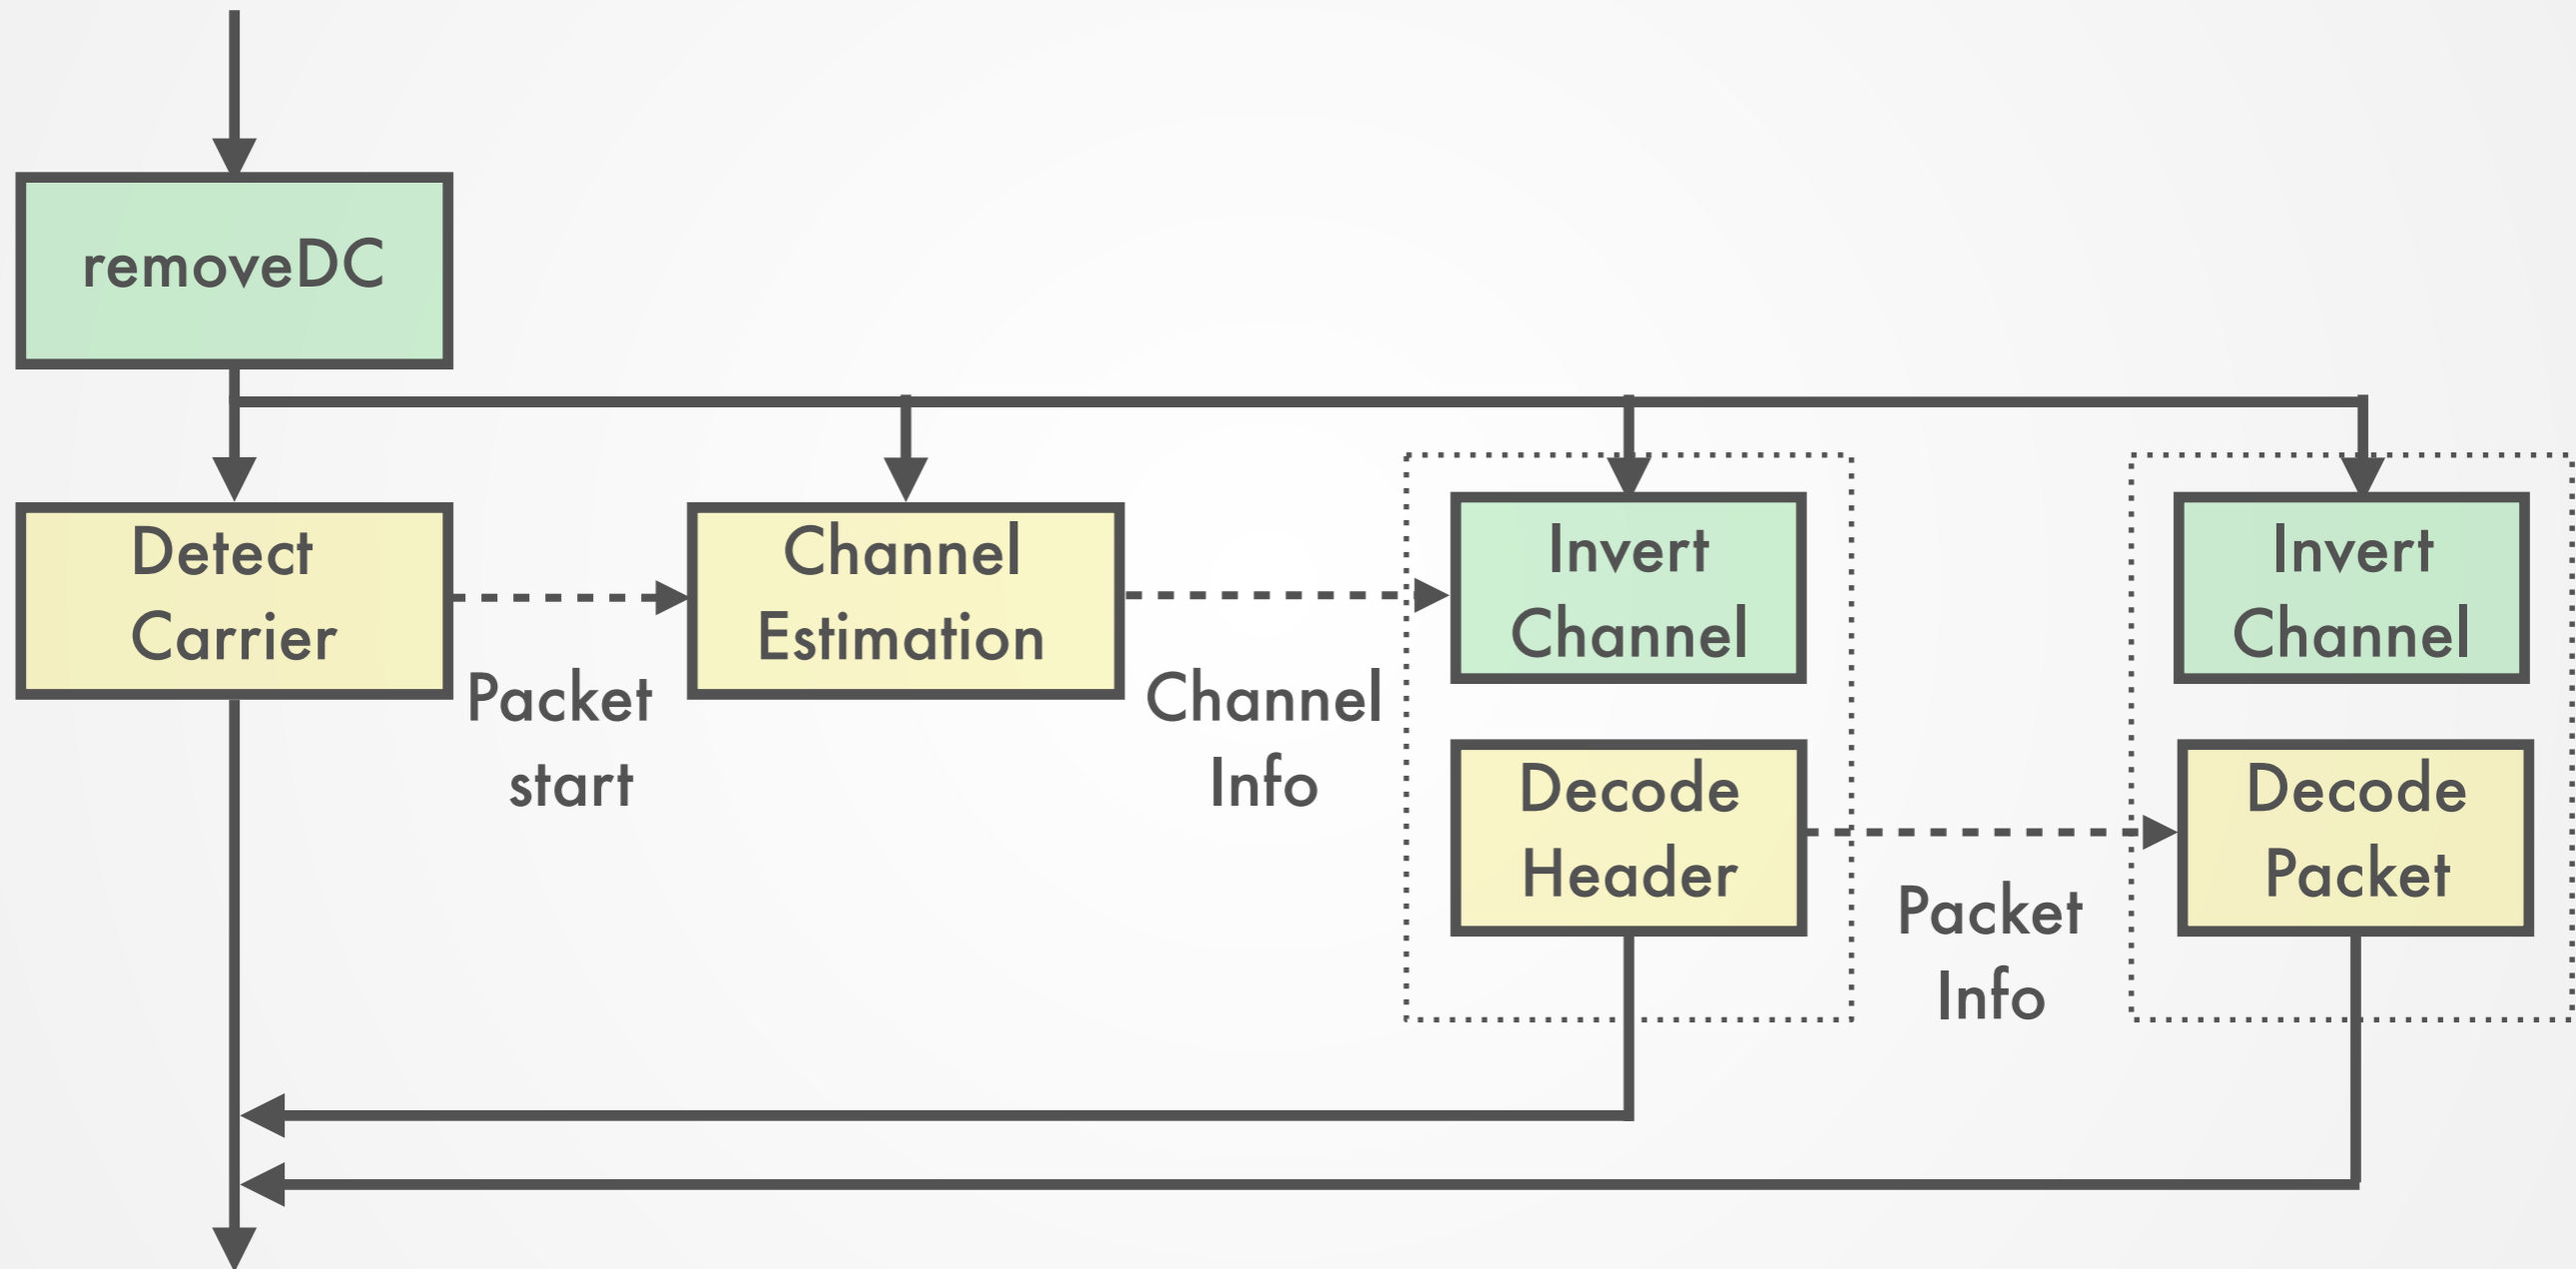 removeDC
Detect
Carrier
Packet
start
Channel
Estimation
Channel
Info
Invert
Channel
Decode
Header
Packet
Info
Invert
Channel
Decode
Packet